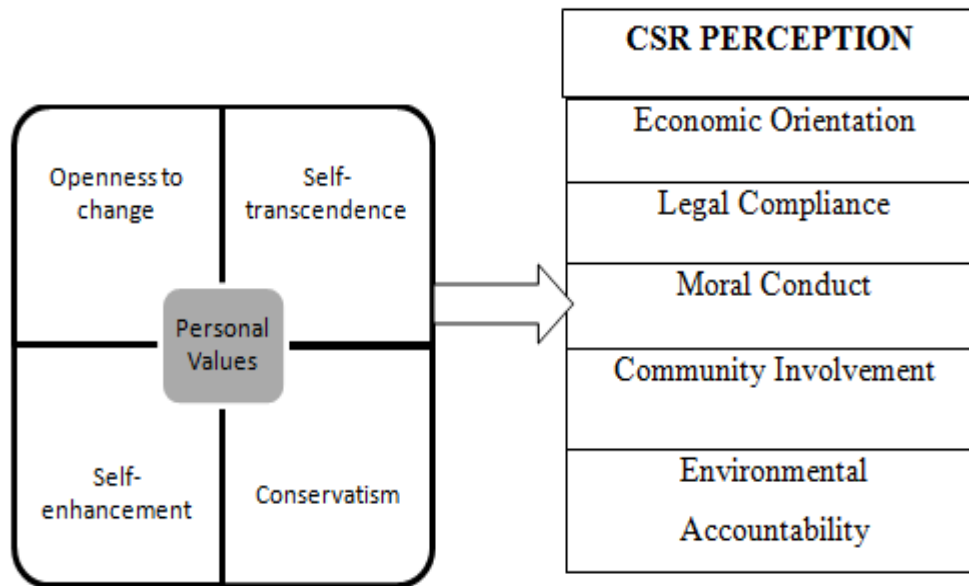 Openness to
change
Self-
transcendence
Personal
Values
Self-
enhancement
Conservatism
CSR PERCEPTION
Economic Orientation
Legal Compliance
Moral Conduct
Community Involvement
Environmental
Accountability